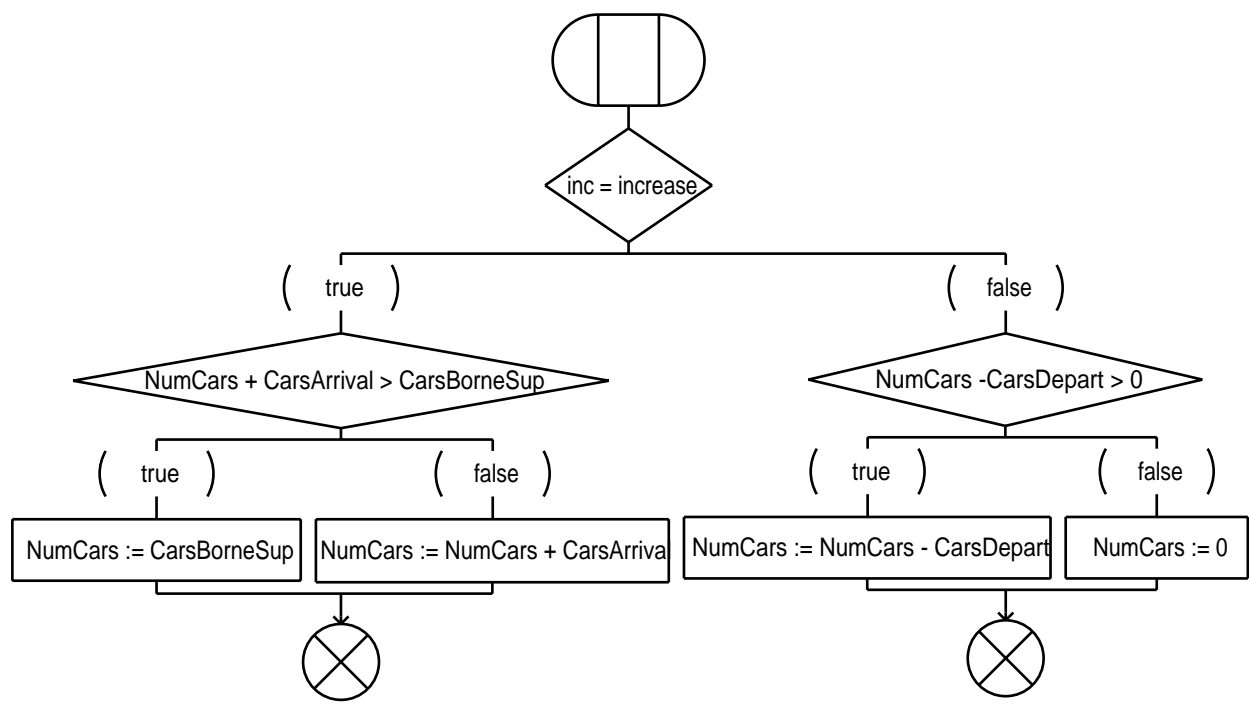 inc = increase
( true )
( false )
NumCars + CarsArrival > CarsBorneSup
NumCars -CarsDepart > 0
( true )
( false )
( true )
( false )
NumCars := CarsBorneSup
NumCars := NumCars + CarsArriva
NumCars := NumCars - CarsDepart
NumCars := 0